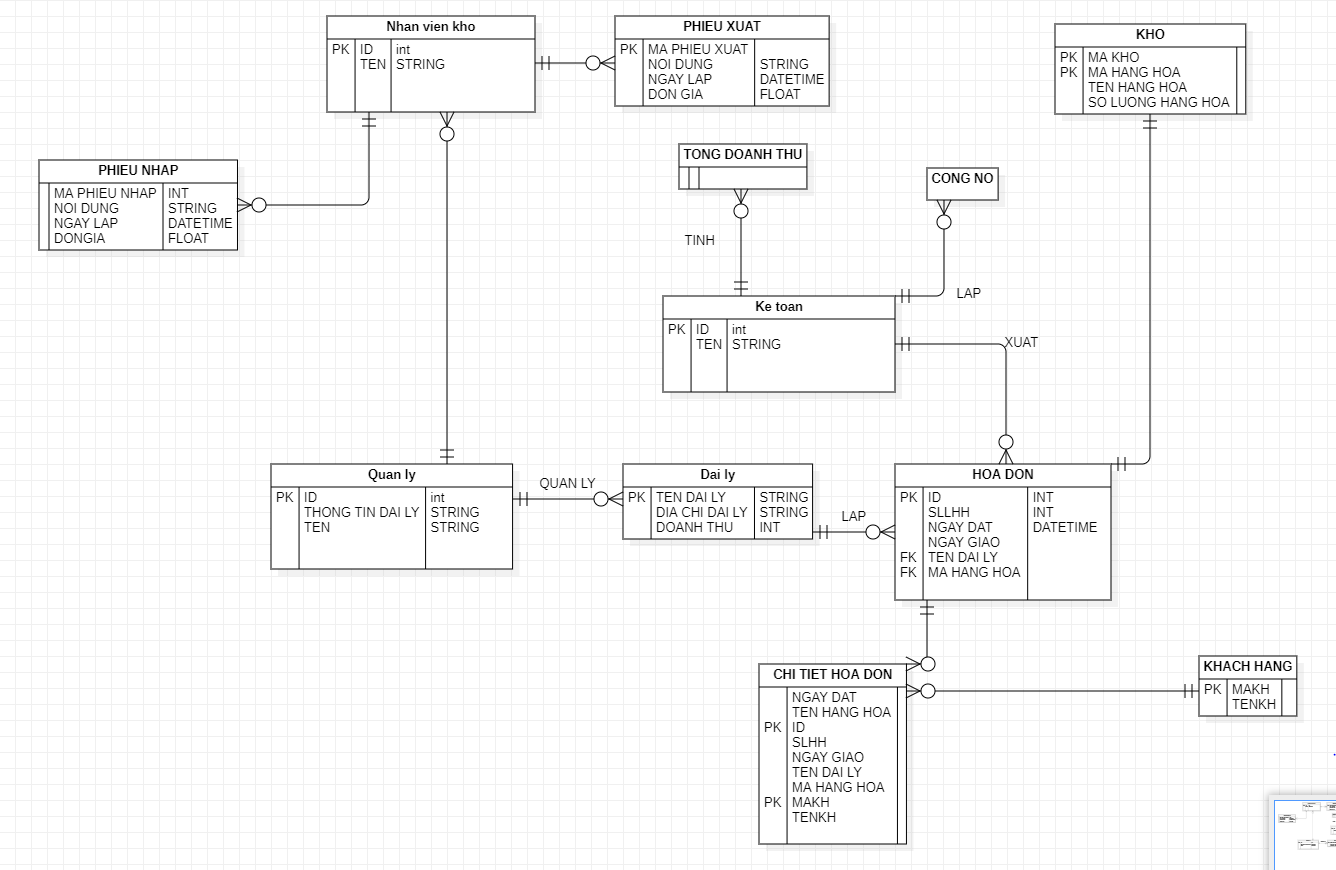 Nhan vien kho
PK ID int
TEN STRING
PHIEU XUAT
PK MA PHIEU XUAT
NOI DUNG STRING
NGAY LAP DATETIME
DON GIA FLOAT
KHO
PK MA KHO
PK MA HANG HOA
TEN HANG HOA
SO LUONG HANG HOA
PHIEU NHAP
MA PHIEU NHAP INT
NOI DUNG STRING
NGAY LAP DATETIME
DONGIA FLOAT
TONG DOANH THU
CONG NO
TINH
LAP
Ke toan
PK ID int
TEN STRING
XUAT
Quan ly
PK ID int
THONG TIN DAI LY STRING
TEN STRING
QUAN LY
Dai ly
PK TEN DAI LY STRING
DIA CHI DAI LY STRING
DOANH THU INT
LAP
HOA DON
PK ID INT
SLLHH INT
NGAY DAT DATETIME
NGAY GIAO
FK TEN DAI LY
FK MA HANG HOA
CHI TIET HOA DON
NGAY DAT
TEN HANG HOA
PK ID
SLHH
NGAY GIAO
TEN DAI LY
MA HANG HOA
PK MAKH
TENKH
KHACH HANG
PK MAKH
TENKH